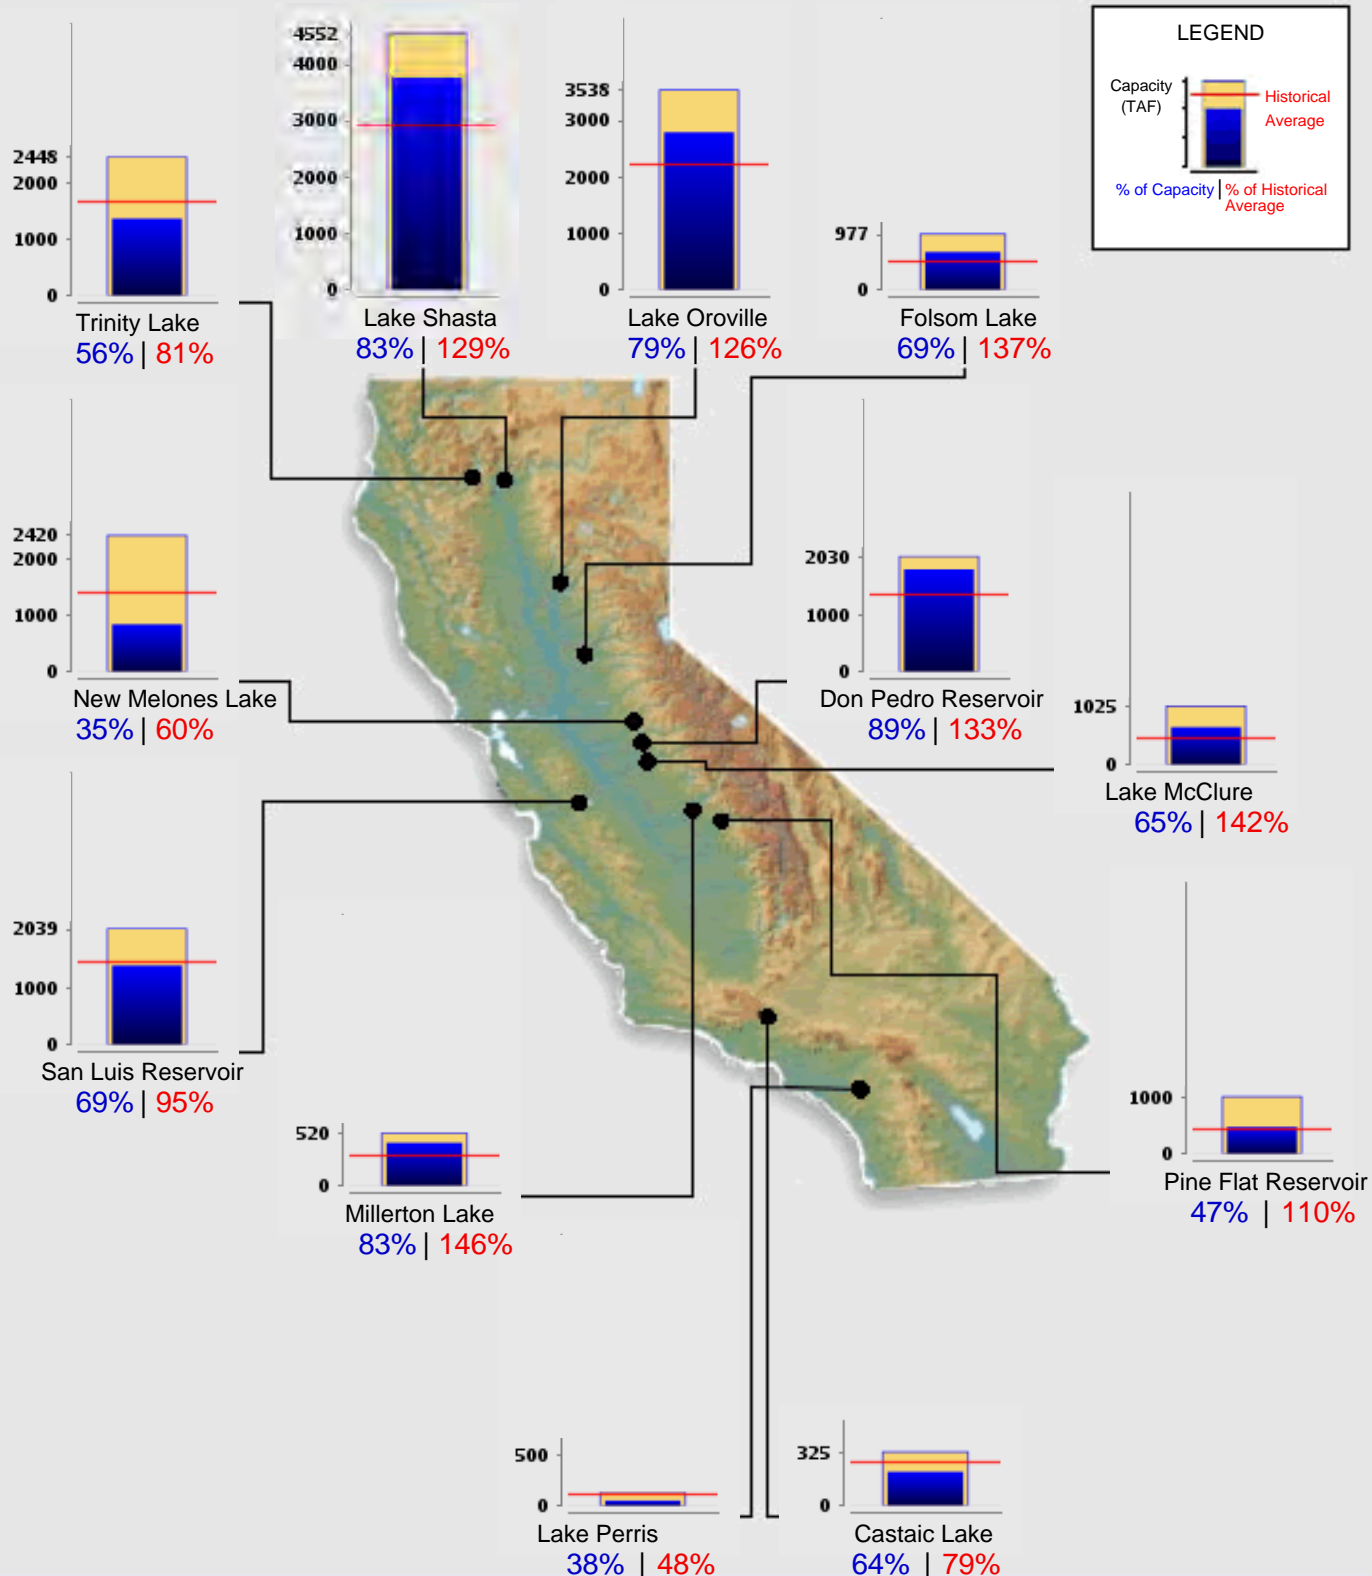 LEGEND
Capacity
(TAF)
Historical
Average
% of Capacity | % of Historical
Average
2448
2000
1000
0
Trinity Lake
56% | 81%
4552
4000
3000
2000
1000
0
Lake Shasta
83% | 129%
3538
3000
2000
1000
0
Lake Oroville
79% | 126%
977
0
Folsom Lake
69% | 137%
2420
2000
1000
0
New Melones Lake
35% | 60%
2030
1000
0
Don Pedro Reservoir
89% | 133%
1025
0
Lake McClure
65% | 142%
2039
1000
0
San Luis Reservoir
69% | 95%
520
0
Millerton Lake
83% | 146%
1000
0
Pine Flat Reservoir
47% | 110%
500
0
Lake Perris
38% | 48%
325
0
Castaic Lake
64% | 79%